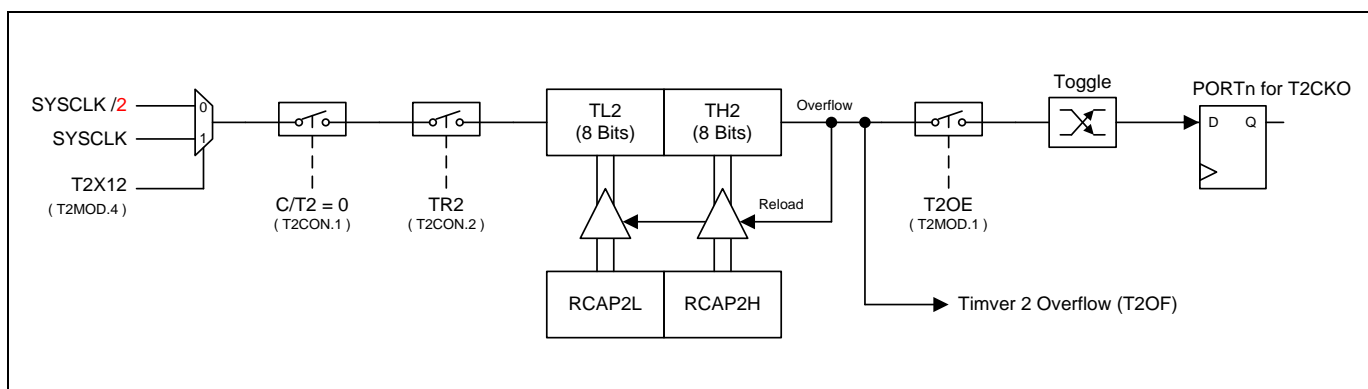 Toggle
PORTn for T2CKO
SYSCLK /2
0
TL2
(8 Bits)
TH2
(8 Bits)
Overflow
D
Q
SYSCLK
1
T2X12
( T2MOD.4 )
C/T2 = 0
( T2CON.1 )
TR2
( T2CON.2 )
Reload
T2OE
( T2MOD.1 )
RCAP2L
RCAP2H
Timver 2 Overflow (T2OF)